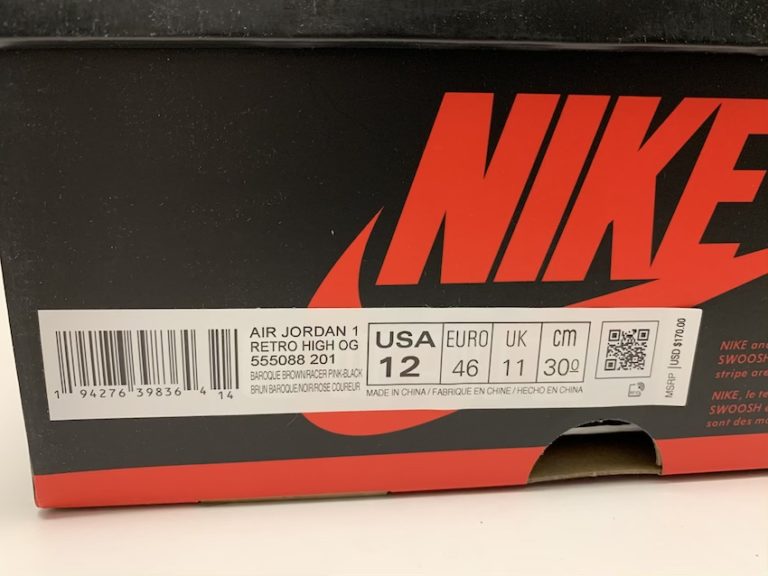 NIKE
AIR JORDAN 1
RETRO HIGH OG
555088 201
BAROQUE BROWN/RACER PINK-BLACK
BRUN BAROQUE/NOIR/ROSE COUREUR
USA
12
EURO
46
UK
11
cm
30
MADE IN CHINA / FABRIQUE EN CHINE / HECHO EN CHINA
MSRP
USD $170.00
1 94276 39836 4 14
NIKE and
SWOOSH
stripe are
NIKE, le
SWOOSH
sont des